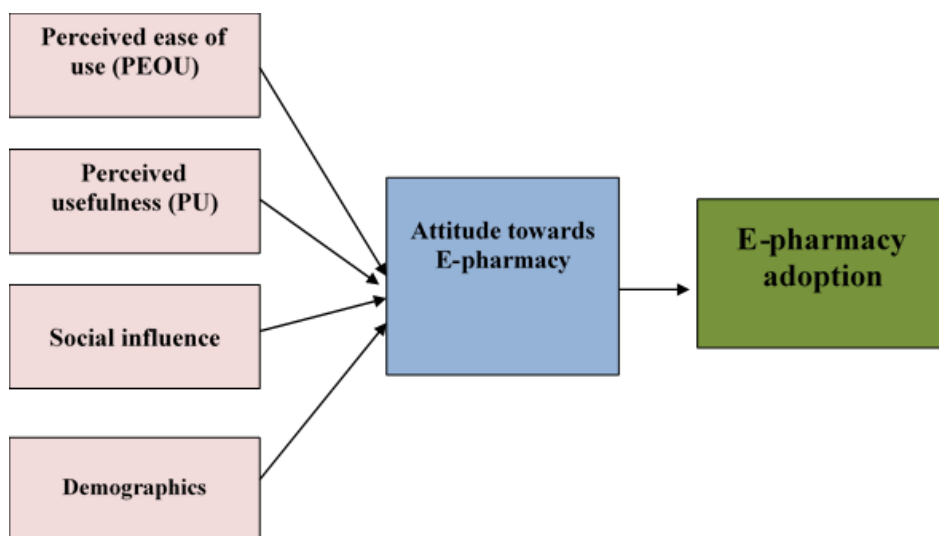 Perceived ease of
use (PEOU)
Perceived
usefulness (PU)
Social influence
Demographics
Attitude towards
E-pharmacy
E-pharmacy
adoption